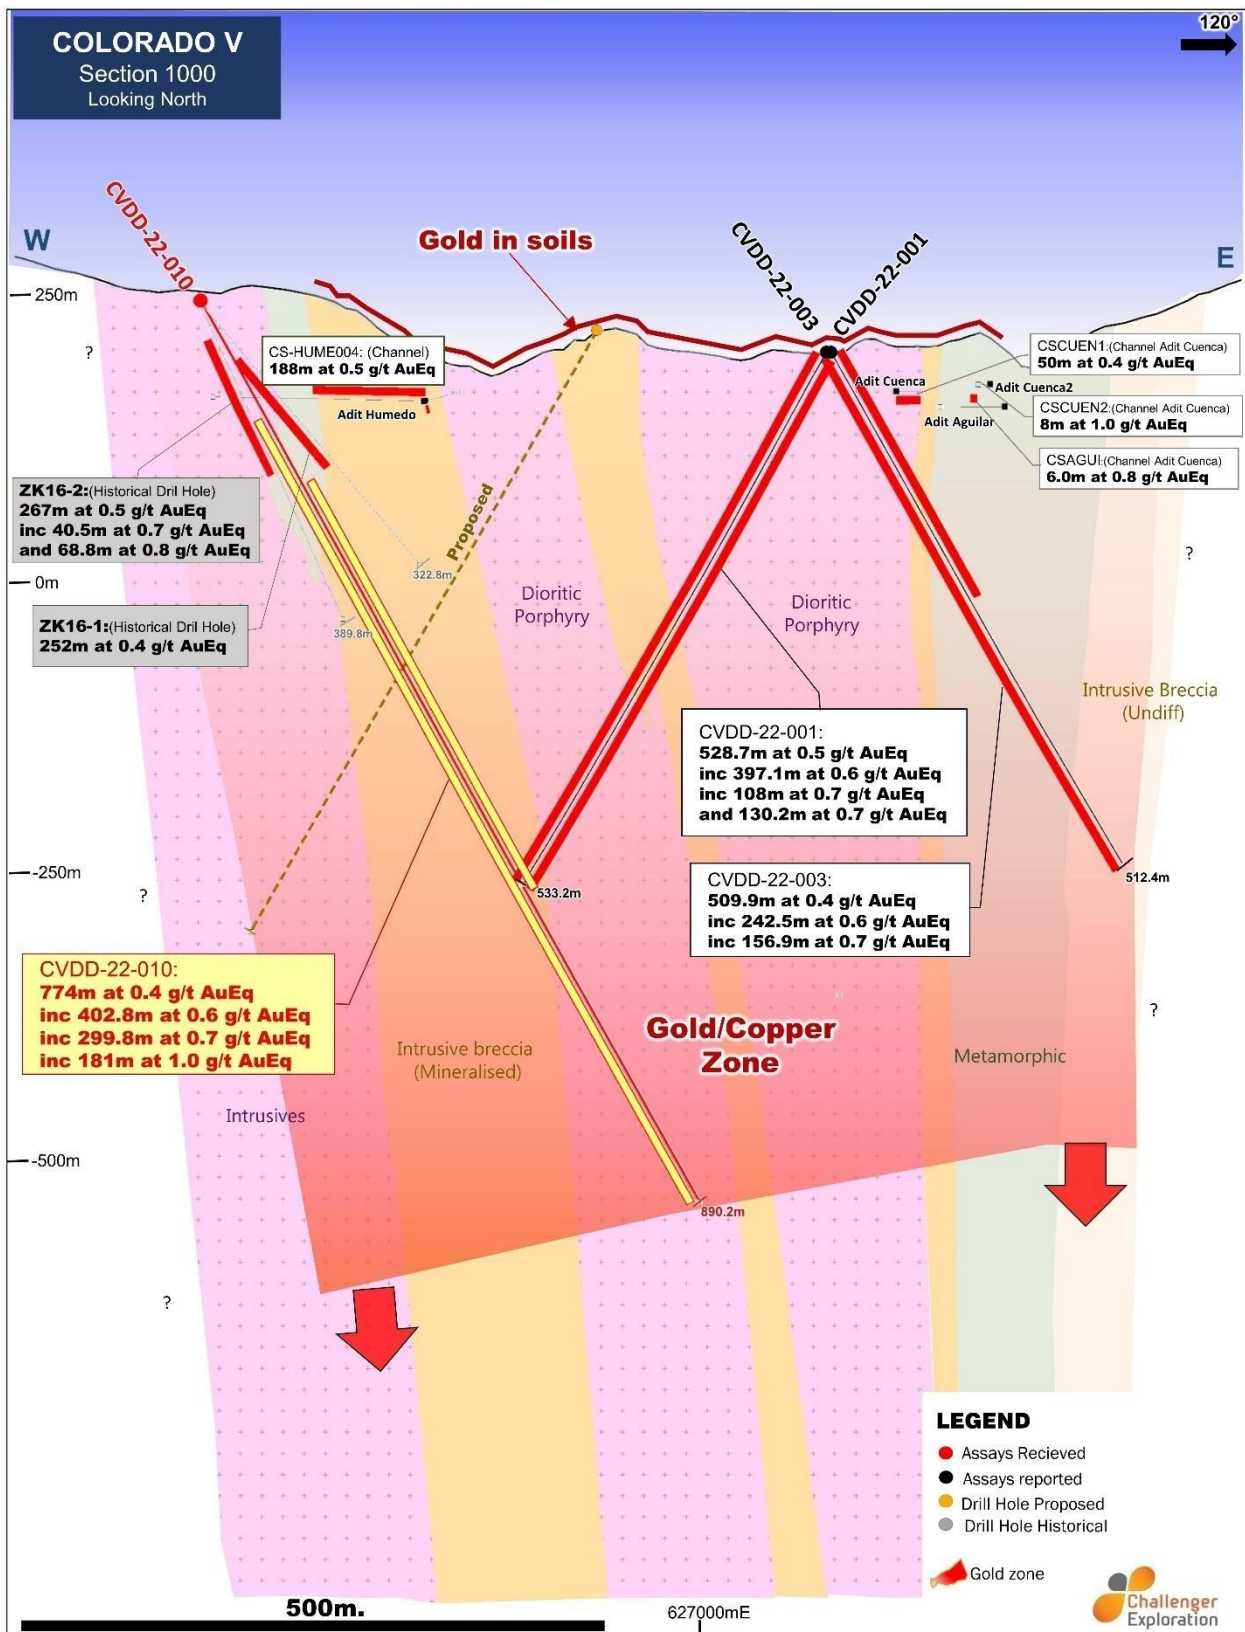 COLORADO V
Section 1000
Looking North
120°
W
E
CVDD-22-010
Gold in soils
CVDD-22-003
CVDD-22-001
250m
?
CS-HUME004: (Channel)
188m at 0.5 g/t AuEq
Adit Humedo
Adit Cuenca
Adit Cuenca2
Adit Aguilar
CSCUEN1:(Channel Adit Cuenca)
50m at 0.4 g/t AuEq
CSCUEN2:(Channel Adit Cuenca)
8m at 1.0 g/t AuEq
CSAGUI:(Channel Adit Cuenca)
6.0m at 0.8 g/t AuEq
ZK16-2:(Historical Dril Hole)
267m at 0.5 g/t AuEq
inc 40.5m at 0.7 g/t AuEq
and 68.8m at 0.8 g/t AuEq
Proposed
?
322.8m
0m
Dioritic
Porphyry
Dioritic
Porphyry
ZK16-1:(Historical Drill Hole)
252m at 0.4 g/t AuEq
389.8m
Intrusive Breccia
(Undiff)
CVDD-22-001:
528.7m at 0.5 g/t AuEq
inc 397.1m at 0.6 g/t AuEq
inc 108m at 0.7 g/t AuEq
and 130.2m at 0.7 g/t AuEq
-250m
?
533.2m
512.4m
CVDD-22-003:
509.9m at 0.4 g/t AuEq
inc 242.5m at 0.6 g/t AuEq
inc 156.9m at 0.7 g/t AuEq
CVDD-22-010:
774m at 0.4 g/t AuEq
inc 402.8m at 0.6 g/t AuEq
inc 299.8m at 0.7 g/t AuEq
inc 181m at 1.0 g/t AuEq
?
Gold/Copper
Zone
Intrusive breccia
(Mineralised)
Metamorphic
Intrusives
-500m
890.2m
?
LEGEND
Assays Recieved
Assays reported
Drill Hole Proposed
Drill Hole Historical
Gold zone
500m.
627000mE
Challenger
Exploration